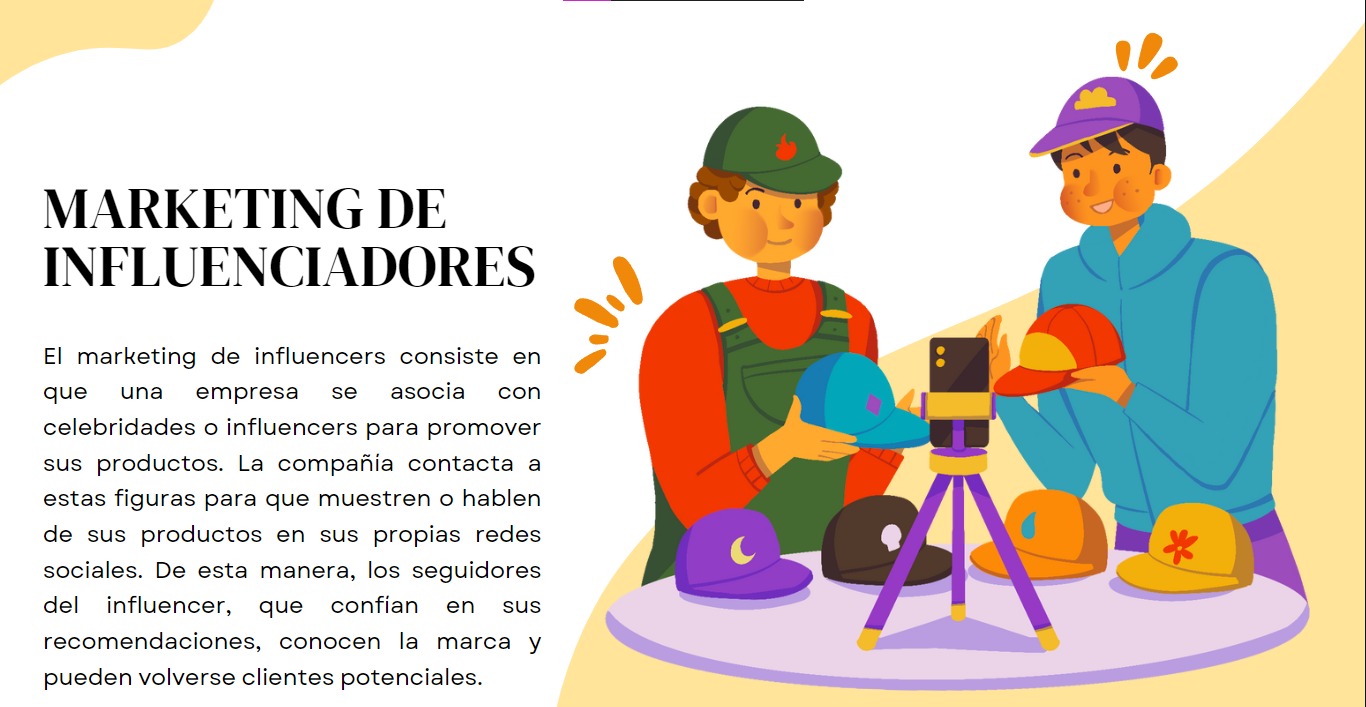 MARKETING DE
INFLUENCIADORES
El marketing de influencers consiste en
que una empresa se asocia con
celebridades o influencers para promover
sus productos. La compañía contacta a
estas figuras para que muestren o hablen
de sus productos en sus propias redes
sociales. De esta manera, los seguidores
del influencer, que confían en sus
recomendaciones, conocen la marca y
pueden volverse clientes potenciales.